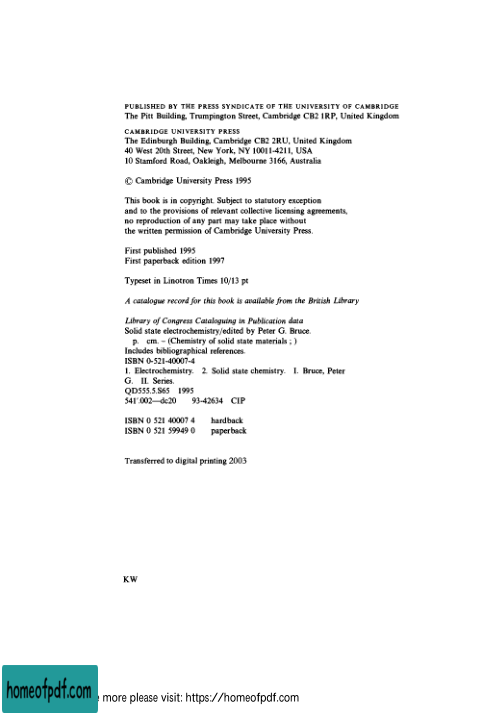 PUBLISHED BY THE PRESS SYNDICATE OF THE UNIVERSITY OF CAMBRIDGE
The Pitt Building, Trumpington Street, Cambridge CB2 1RP, United Kingdom
CAMBRIDGE UNIVERSITY PRESS
The Edinburgh Building, Cambridge CB2 2RU, United Kingdom
40 West 20th Street, New York, NY 10011-4211, USA
10 Stamford Road, Oakleigh, Melbourne 3166, Australia
© Cambridge University Press 1995
This book is in copyright. Subject to statutory exception
and to the provisions of relevant collective licensing agreements,
no reproduction of any part may take place without
the written permission of Cambridge University Press.
First published 1995
First paperback edition 1997
Typeset in Linotron Times 10/13 pt
A catalogue record for this book is available from the British Library
Library of Congress Cataloguing in Publication data
Solid state electrochemistry/edited by Peter G. Bruce.
p. cm. – (Chemistry of solid state materials ; )
Includes bibliographical references.
ISBN 0-521-40007-4
1. Electrochemistry. 2. Solid state chemistry. I. Bruce, Peter
G. II. Series.
QD555.5.S65 1995
541'.002—dc20 93-42634 CIP
ISBN 0 521 40007 4 hardback
ISBN 0 521 59949 0 paperback
Transferred to digital printing 2003
KW
homeofpdf.com
more please visit: https://homeofpdf.com